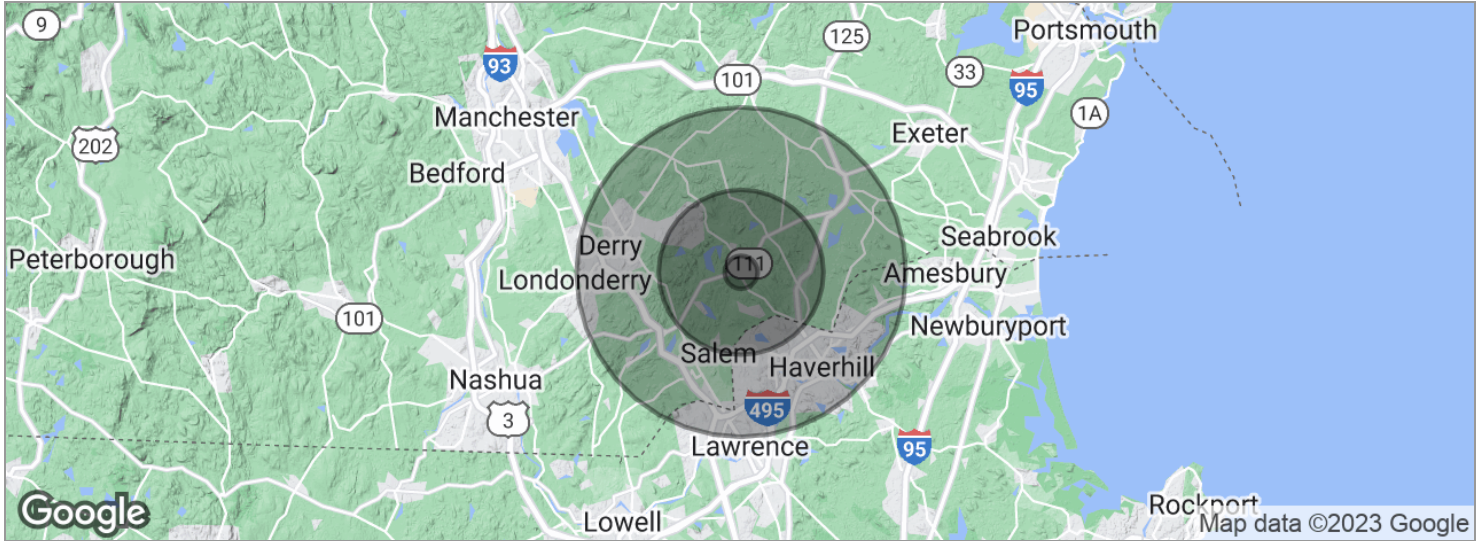 Portsmouth
9
125
93
101
33
95
1A
Manchester
Exeter
202
Bedford
Derry
Seabrook
Peterborough
111
Londonderry
Amesbury
101
Newburyport
Salem
Haverhill
Nashua
495
3
Lawrence
95
Rockport
Google
Lowell
Map data ©2023 Google